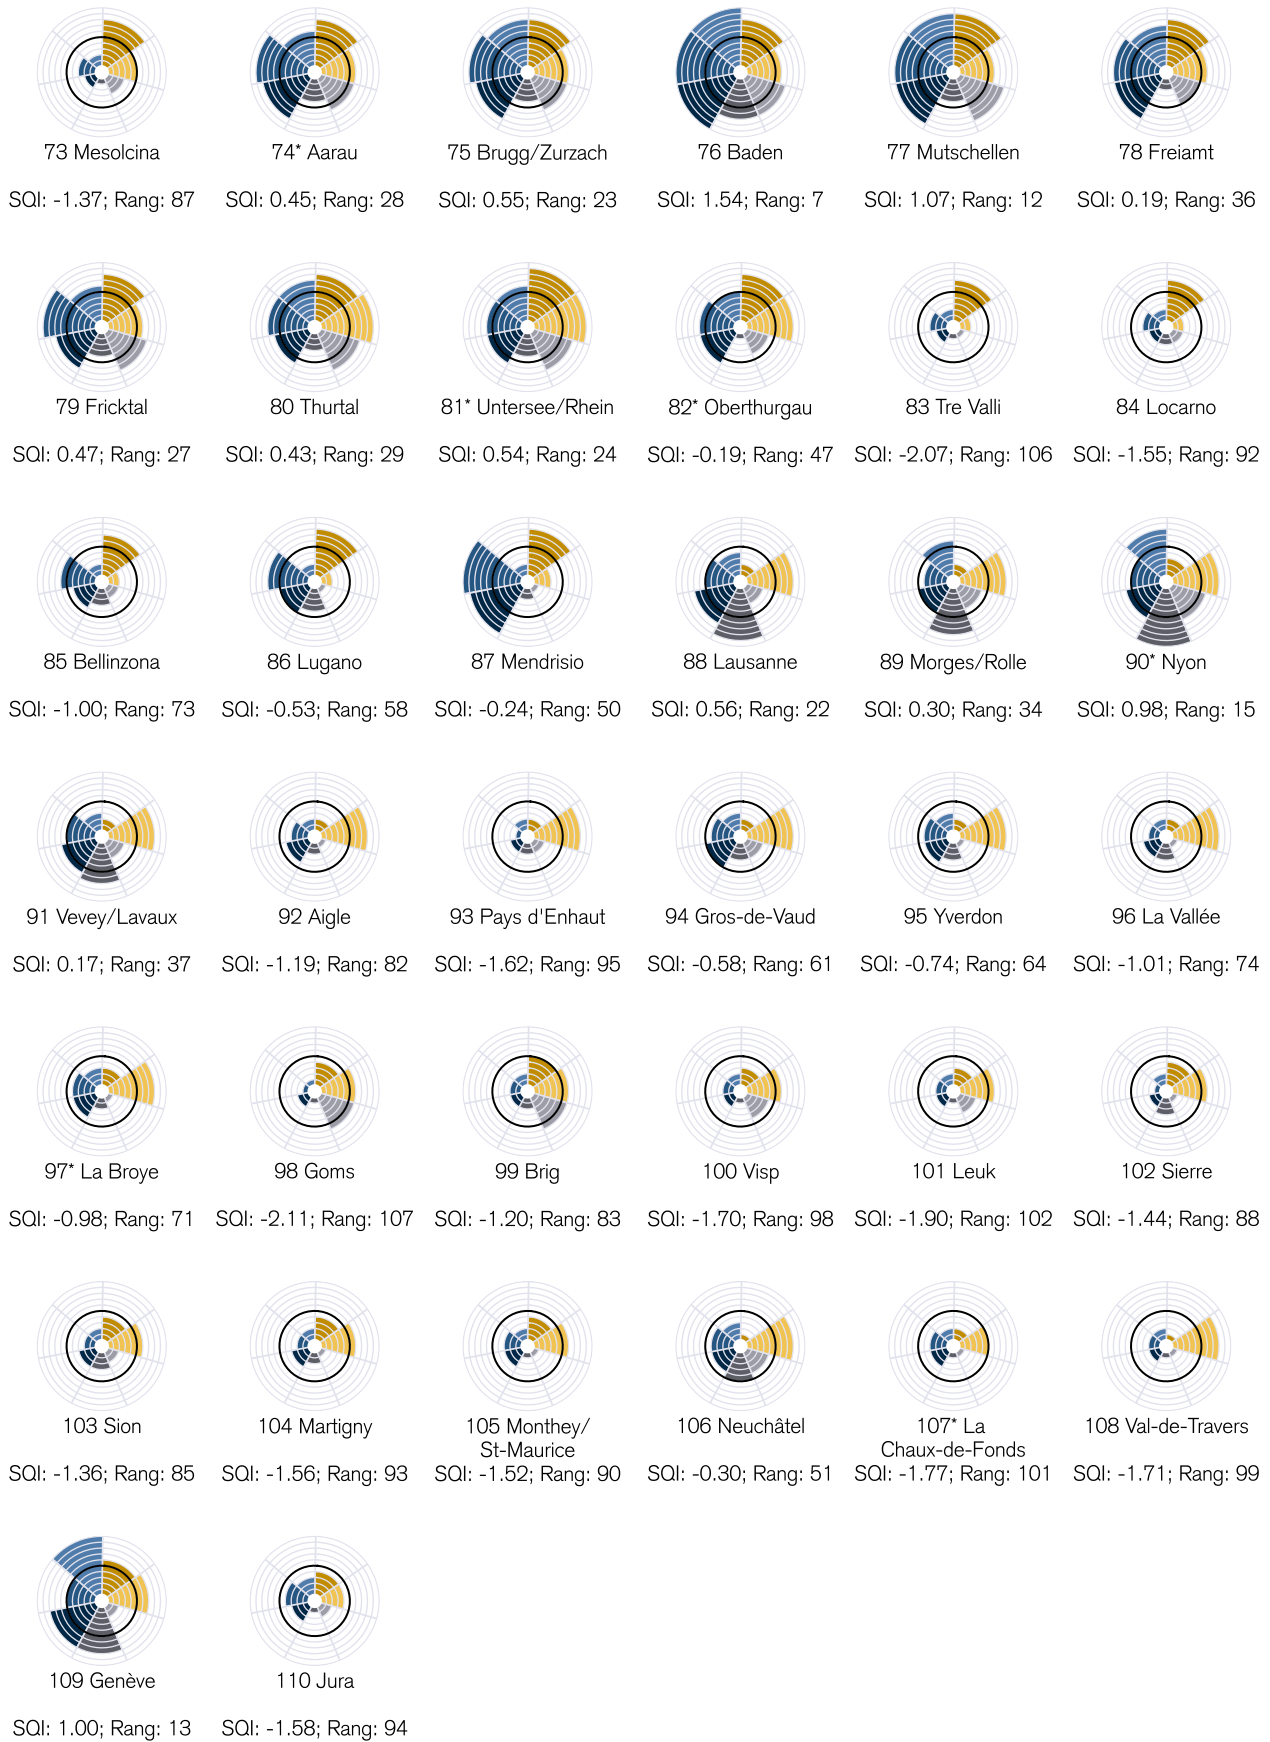 73 Mesolcina
SQI: -1.37; Rang: 87
74* Aarau
SQI: 0.45; Rang: 28
75 Brugg/Zurzach
SQI: 0.55; Rang: 23
76 Baden
SQI: 1.54; Rang: 7
77 Mutschellen
SQI: 1.07; Rang: 12
78 Freiamt
SQI: 0.19; Rang: 36
79 Fricktal
SQI: 0.47; Rang: 27
80 Thurtal
SQI: 0.43; Rang: 29
81* Untersee/Rhein
SQI: 0.54; Rang: 24
82* Oberthurgau
SQI: -0.19; Rang: 47
83 Tre Valli
SQI: -2.07; Rang: 106
84 Locarno
SQI: -1.55; Rang: 92
85 Bellinzona
SQI: -1.00; Rang: 73
86 Lugano
SQI: -0.53; Rang: 58
87 Mendrisio
SQI: -0.24; Rang: 50
88 Lausanne
SQI: 0.56; Rang: 22
89 Morges/Rolle
SQI: 0.30; Rang: 34
90* Nyon
SQI: 0.98; Rang: 15
91 Vevey/Lavaux
SQI: 0.17; Rang: 37
92 Aigle
SQI: -1.19; Rang: 82
93 Pays d'Enhaut
SQI: -1.62; Rang: 95
94 Gros-de-Vaud
SQI: -0.58; Rang: 61
95 Yverdon
SQI: -0.74; Rang: 64
96 La Vallée
SQI: -1.01; Rang: 74
97* La Broye
SQI: -0.98; Rang: 71
98 Goms
SQI: -2.11; Rang: 107
99 Brig
SQI: -1.20; Rang: 83
100 Visp
SQI: -1.70; Rang: 98
101 Leuk
SQI: -1.90; Rang: 102
102 Sierre
SQI: -1.44; Rang: 88
103 Sion
SQI: -1.36; Rang: 85
104 Martigny
SQI: -1.56; Rang: 93
105 Monthey/
St-Maurice
SQI: -1.52; Rang: 90
106 Neuchâtel
SQI: -0.30; Rang: 51
107* La
Chaux-de-Fonds
SQI: -1.77; Rang: 101
108 Val-de-Travers
SQI: -1.71; Rang: 99
109 Genève
SQI: 1.00; Rang: 13
110 Jura
SQI: -1.58; Rang: 94